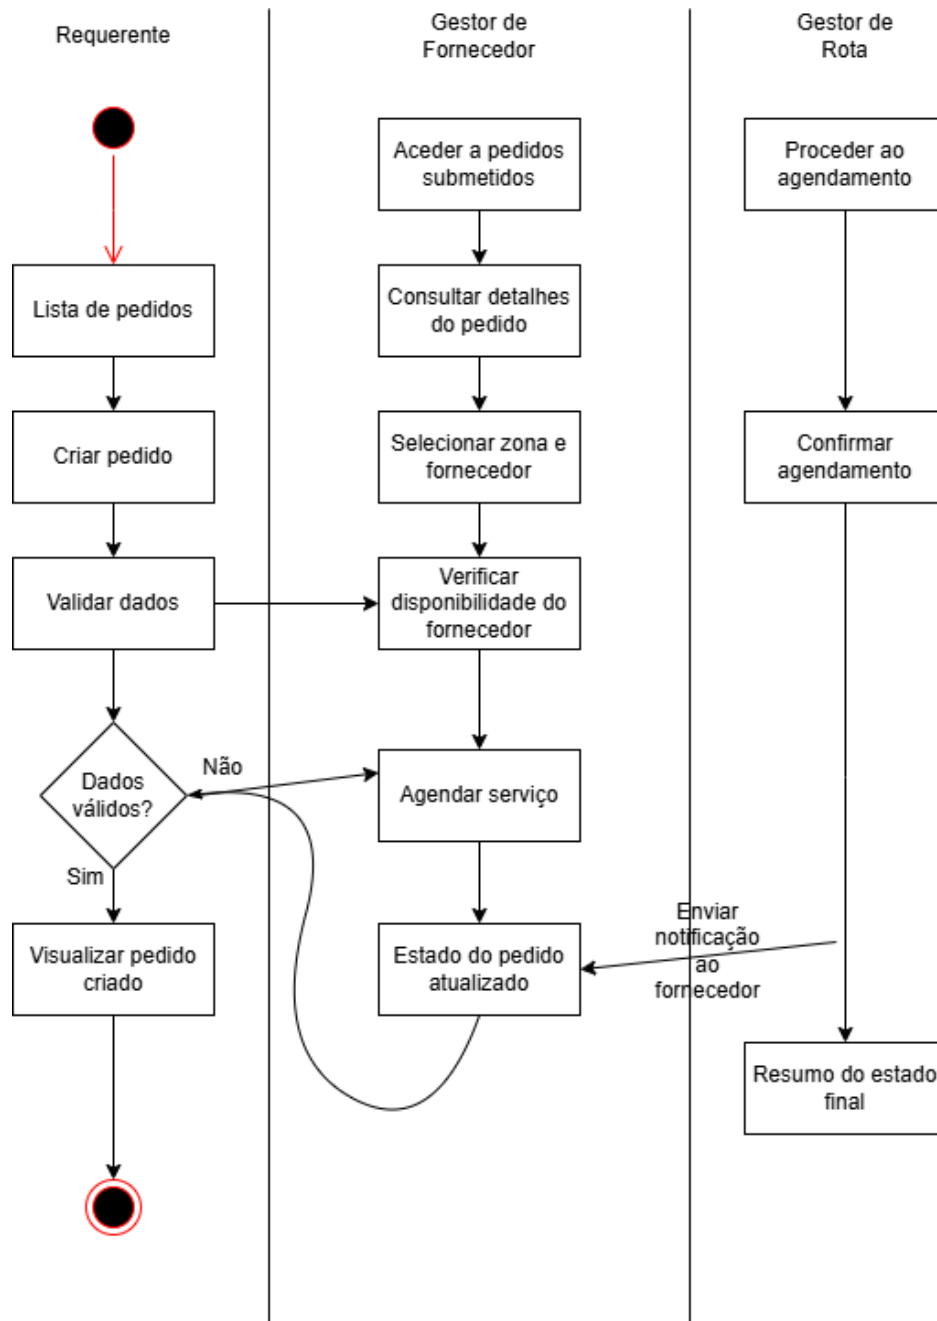 Requerente
Gestor de
Fornecedor
Gestor de
Rota
Aceder a pedidos
submetidos
Proceder ao
agendamento
Lista de pedidos
Consultar detalhes
do pedido
Criar pedido
Selecionar zona e
fornecedor
Confirmar
agendamento
Validar dados
Verificar
disponibilidade do
fornecedor
Dados
válidos?
Não
Agendar serviço
Sim
Visualizar pedido
criado
Estado do pedido
atualizado
Enviar
notificação
ao
fornecedor
Resumo do estado
final